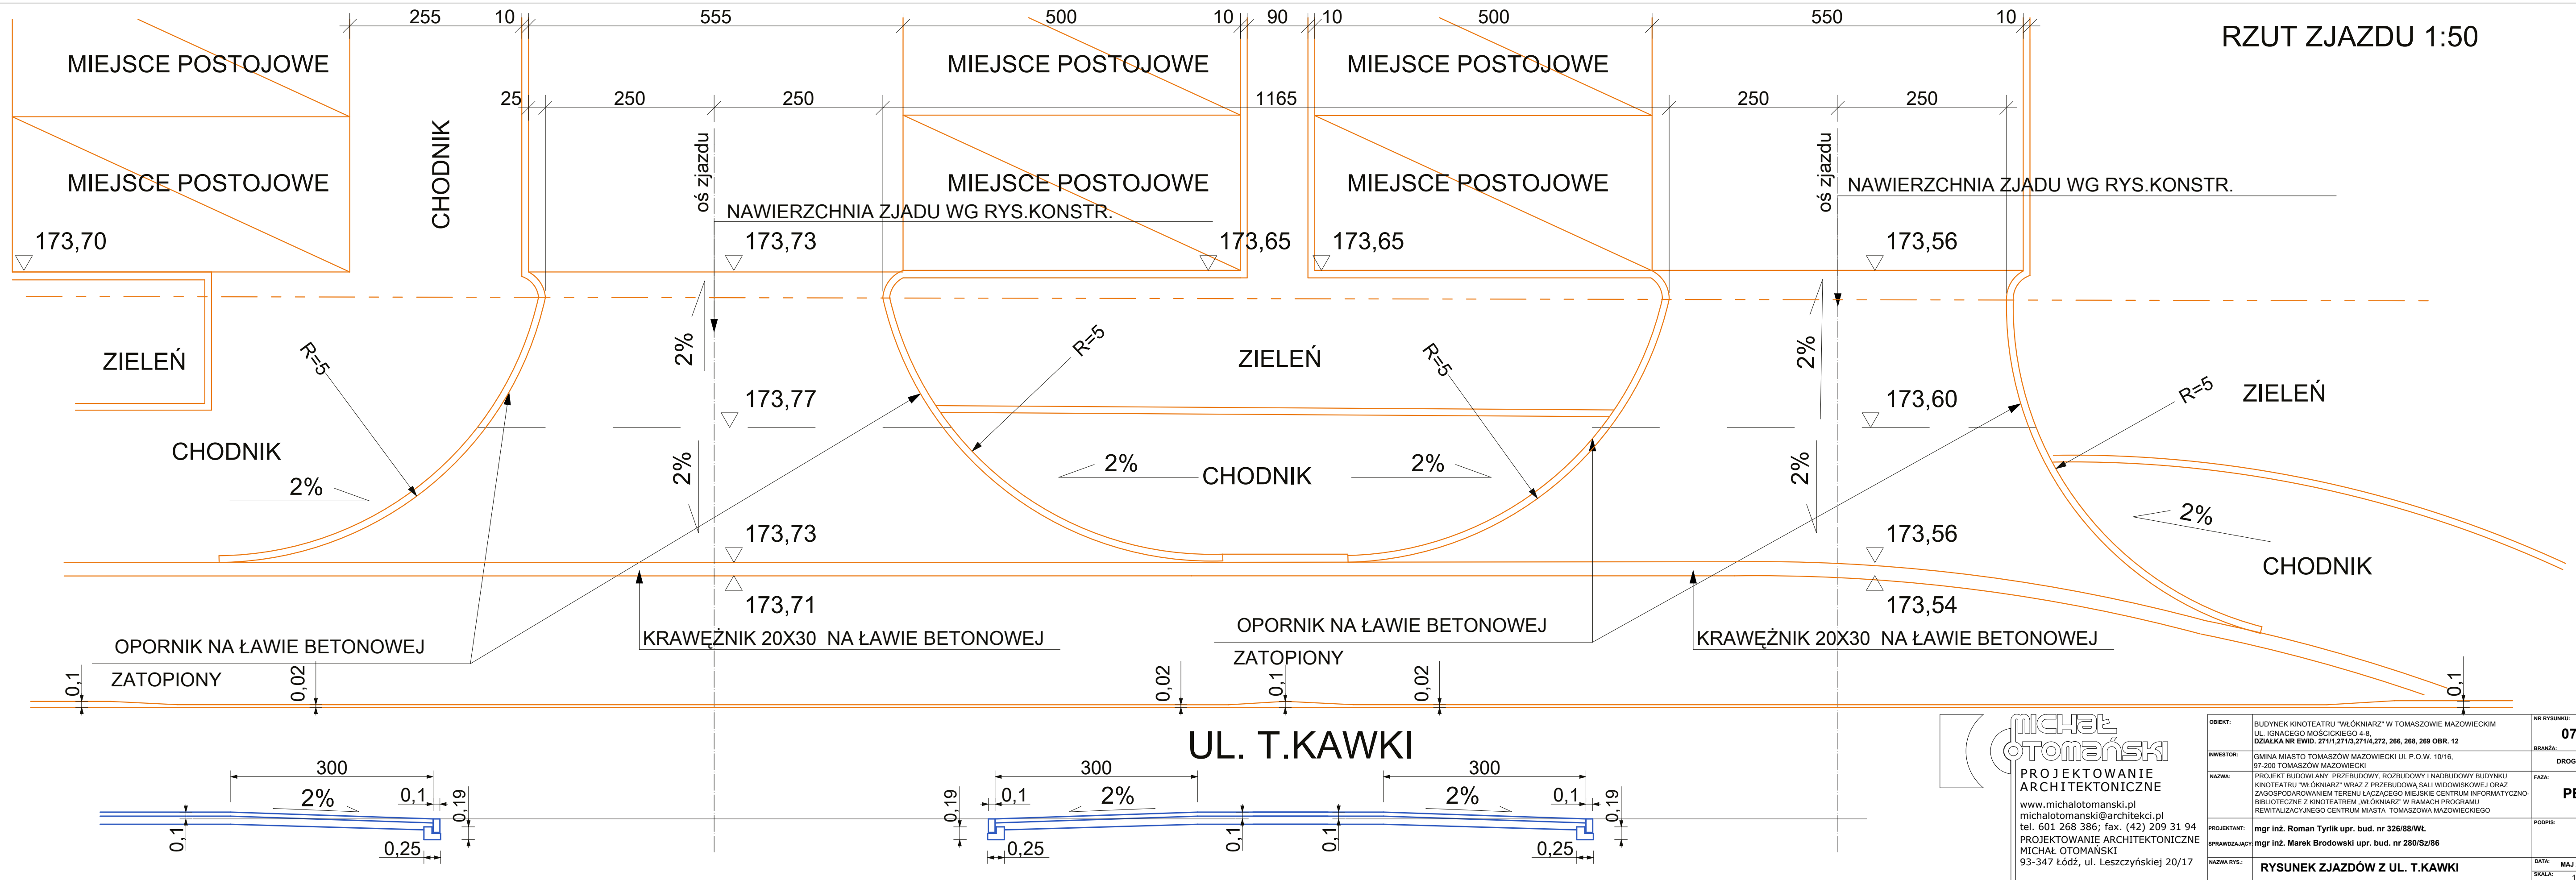 255 10 555 500 10 90 10 500 550 10
RZUT ZJAZDU 1:50
MIEJSCE POSTOJOWE MIEJSCE POSTOJOWE MIEJSCE POSTOJOWE
25 250 250 1165 250 250
CHODNIK
oś zjazdu
oś zjazdu
MIEJSCE POSTOJOWE MIEJSCE POSTOJOWE MIEJSCE POSTOJOWE
NAWIERZCHNIA ZJADU WG RYS.KONSTR.
NAWIERZCHNIA ZJADU WG RYS.KONSTR.
173,70 173,73 173,65 173,65 173,56
ZIELEŃ R=5 2% R=5 ZIELEŃ R=5 2% R=5 ZIELEŃ
173,77 173,60
CHODNIK 2% 2% 2% CHODNIK 2% 2% 2%
CHODNIK
173,73 173,56
173,71 173,54
OPORNIK NA ŁAWIE BETONOWEJ
ZATOPIONY
KRAWĘŻNIK 20X30 NA ŁAWIE BETONOWEJ
OPORNIK NA ŁAWIE BETONOWEJ
ZATOPIONY
KRAWĘŻNIK 20X30 NA ŁAWIE BETONOWEJ
0,1 0,02 0,02 0,1 0,02 0,1
UL. T.KAWKI
300 2% 0,1 0,19 0,1 0,25
0,19 0,1 300 2% 0,25 0,1 0,1 300 2% 0,1 0,19 0,25
MICHAŁ
OTOMAŃSKI
PROJEKTOWANIE
ARCHITEKTONICZNE
www.michalotomanski.pl
michalotomanski@architekci.pl
tel. 601 268 386; fax. (42) 209 31 94
PROJEKTOWANIE ARCHITEKTONICZNE
MICHAŁ OTOMAŃSKI
93-347 Łódź, ul. Leszczyńskiej 20/17
OBIEKT:
BUDYNEK KINOTEATRU "WŁÓKNIARZ" W TOMASZOWIE MAZOWIECKIM
UL. IGNACEGO MOŚCICKIEGO 4-8,
DZIAŁKA NR EWID. 271/1,271/3,271/4,272, 266, 268, 269 OBR. 12
INWESTOR:
GMINA MIASTO TOMASZÓW MAZOWIECKI Ul. P.O.W. 10/16,
97-200 TOMASZÓW MAZOWIECKI
NAZWA:
PROJEKT BUDOWLANY PRZEBUDOWY, ROZBUDOWY I NADBUDOWY BUDYNKU
KINOTEATRU "WŁÓKNIARZ" WRAZ Z PRZEBUDOWĄ SALI WIDOWISKOWEJ ORAZ
ZAGOSPODAROWANIEM TERENU ŁĄCZĄCEGO MIEJSKIE CENTRUM INFORMATYCZNO-
BIBLIOTECZNE Z KINOTEATREM „WŁÓKNIARZ" W RAMACH PROGRAMU
REWITALIZACYJNEGO CENTRUM MIASTA TOMASZOWA MAZOWIECKIEGO
PROJEKTANT: mgr inż. Roman Tyrlik upr. bud. nr 326/88/WŁ
SPRAWDZAJĄCY: mgr inż. Marek Brodowski upr. bud. nr 280/Sz/86
NAZWA RYS.: RYSUNEK ZJAZDÓW Z UL. T.KAWKI
NR RYSUNKU:
07
BRANŻA:
DROG
FAZA:
PODPIS:
DATA: MAJ
SKALA: